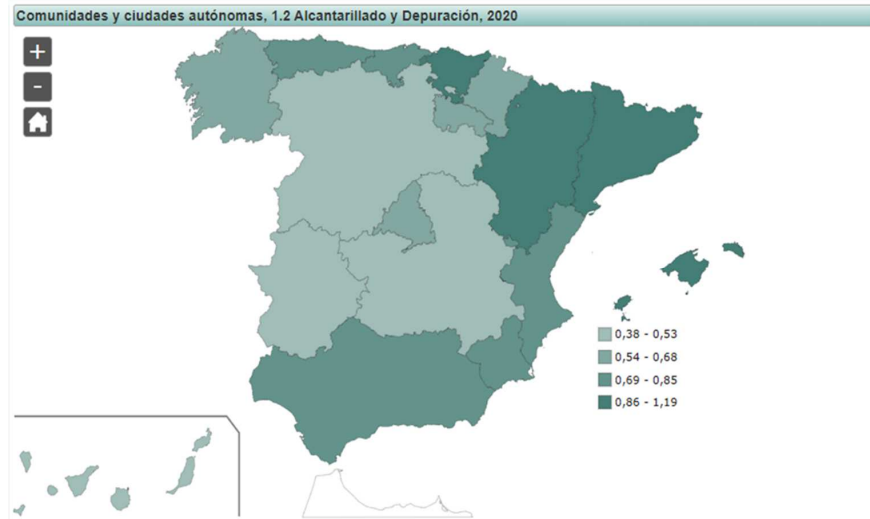 Comunidades y ciudades autónomas, 1.2 Alcantarillado y Depuración, 2020
+
-
0,38 - 0,53
0,54 - 0,68
0,69 - 0,85
0,86 - 1,19